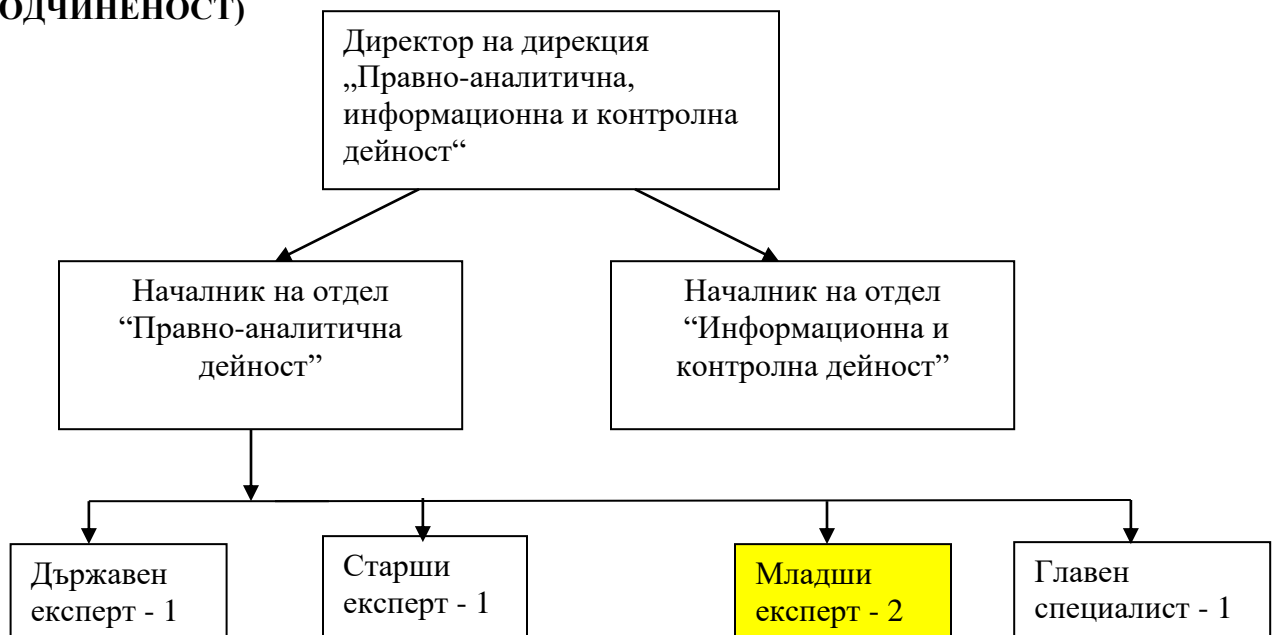 ОДЧИНЕНОСТ)
Директор на дирекция
„Правно-аналитична,
информационна и контролна
дейност“
Началник на отдел
“Правно-аналитична
дейност”
Началник на отдел
“Информационна и
контролна дейност”
Държавен
експерт - 1
Старши
експерт - 1
Младши
експерт - 2
Главен
специалист - 1